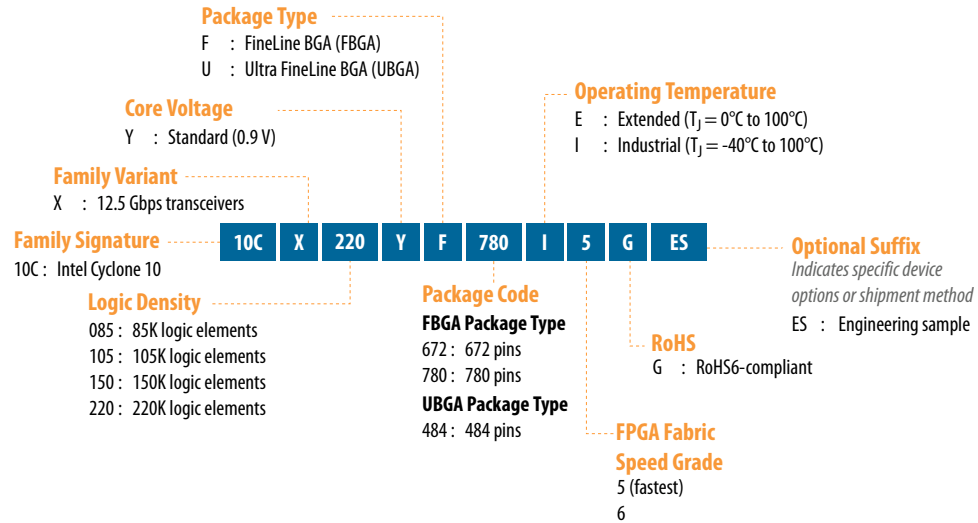 Package Type
F : FineLine BGA (FBGA)
U : Ultra FineLine BGA (UBGA)
Operating Temperature
E : Extended (TJ = 0°C to 100°C)
I : Industrial (TJ = -40°C to 100°C)
Core Voltage
Y : Standard (0.9 V)
Family Variant
X : 12.5 Gbps transceivers
Family Signature
10C : Intel Cyclone 10
10C X 220 Y F 780 I 5 G ES
Optional Suffix
Indicates specific device
options or shipment method
ES : Engineering sample
Logic Density
085 : 85K logic elements
105 : 105K logic elements
150 : 150K logic elements
220 : 220K logic elements
Package Code
FBGA Package Type
672 : 672 pins
780 : 780 pins
UBGA Package Type
484 : 484 pins
RoHS
G : RoHS6-compliant
FPGA Fabric
Speed Grade
5 (fastest)
6